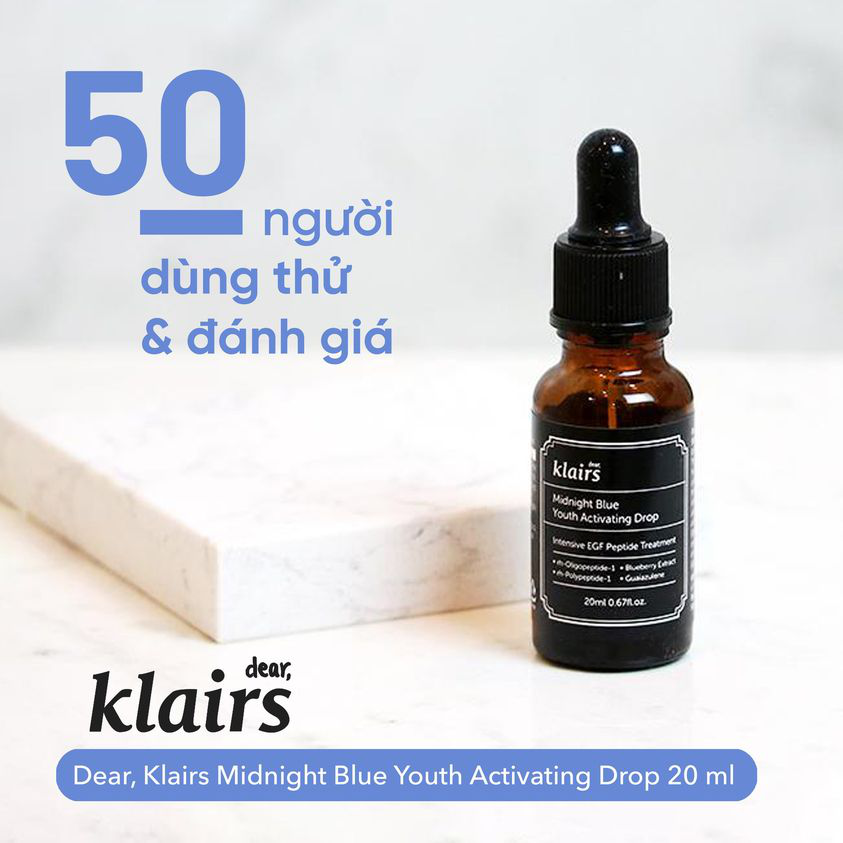 50
người
dùng thử
& đánh giá
dear,
klairs
Midnight Blue
Youth Activating Drop
Intensive EGF Peptide Treatment
• rh-Oligopeptide-1 • Blueberry Extract
• rh-Polypeptide-1 • Guaiazulene
20ml 0.67fl.oz.
dear,
klairs
Dear, Klairs Midnight Blue Youth Activating Drop 20 ml